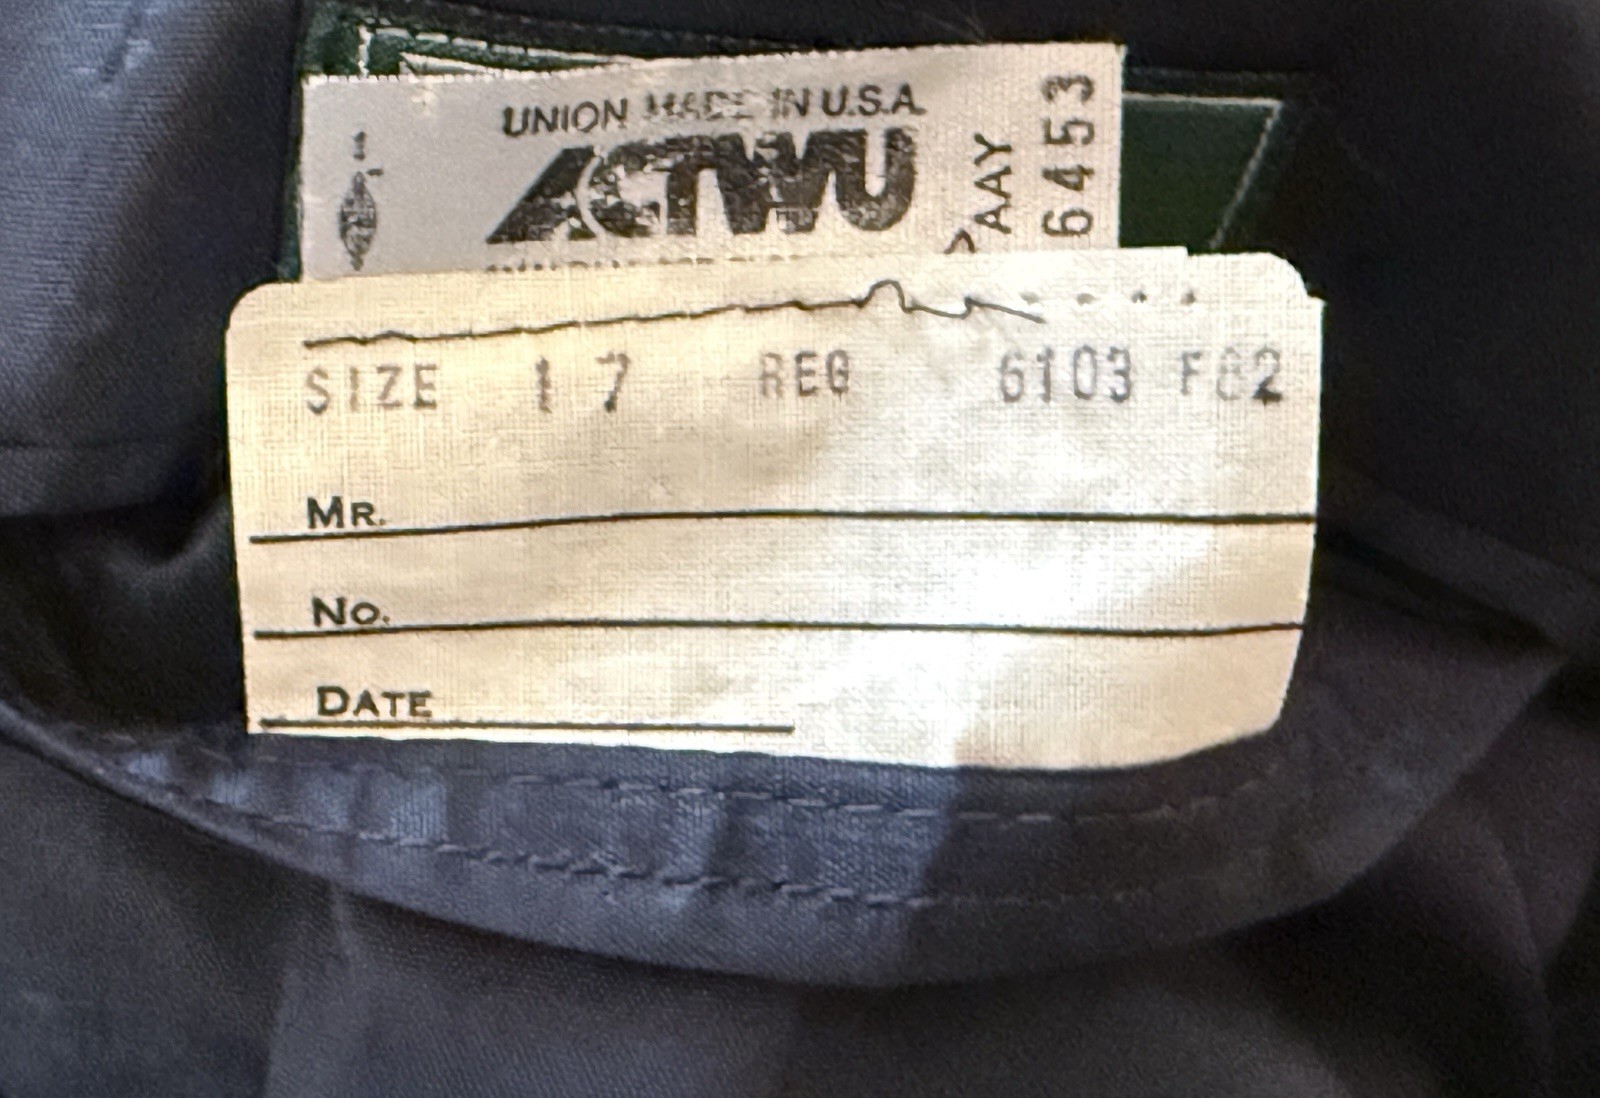 UNION MADE IN U.S.A.
ACTWU
AAY
6453
SIZE 17 REG 6103 F62
MR.
NO.
DATE